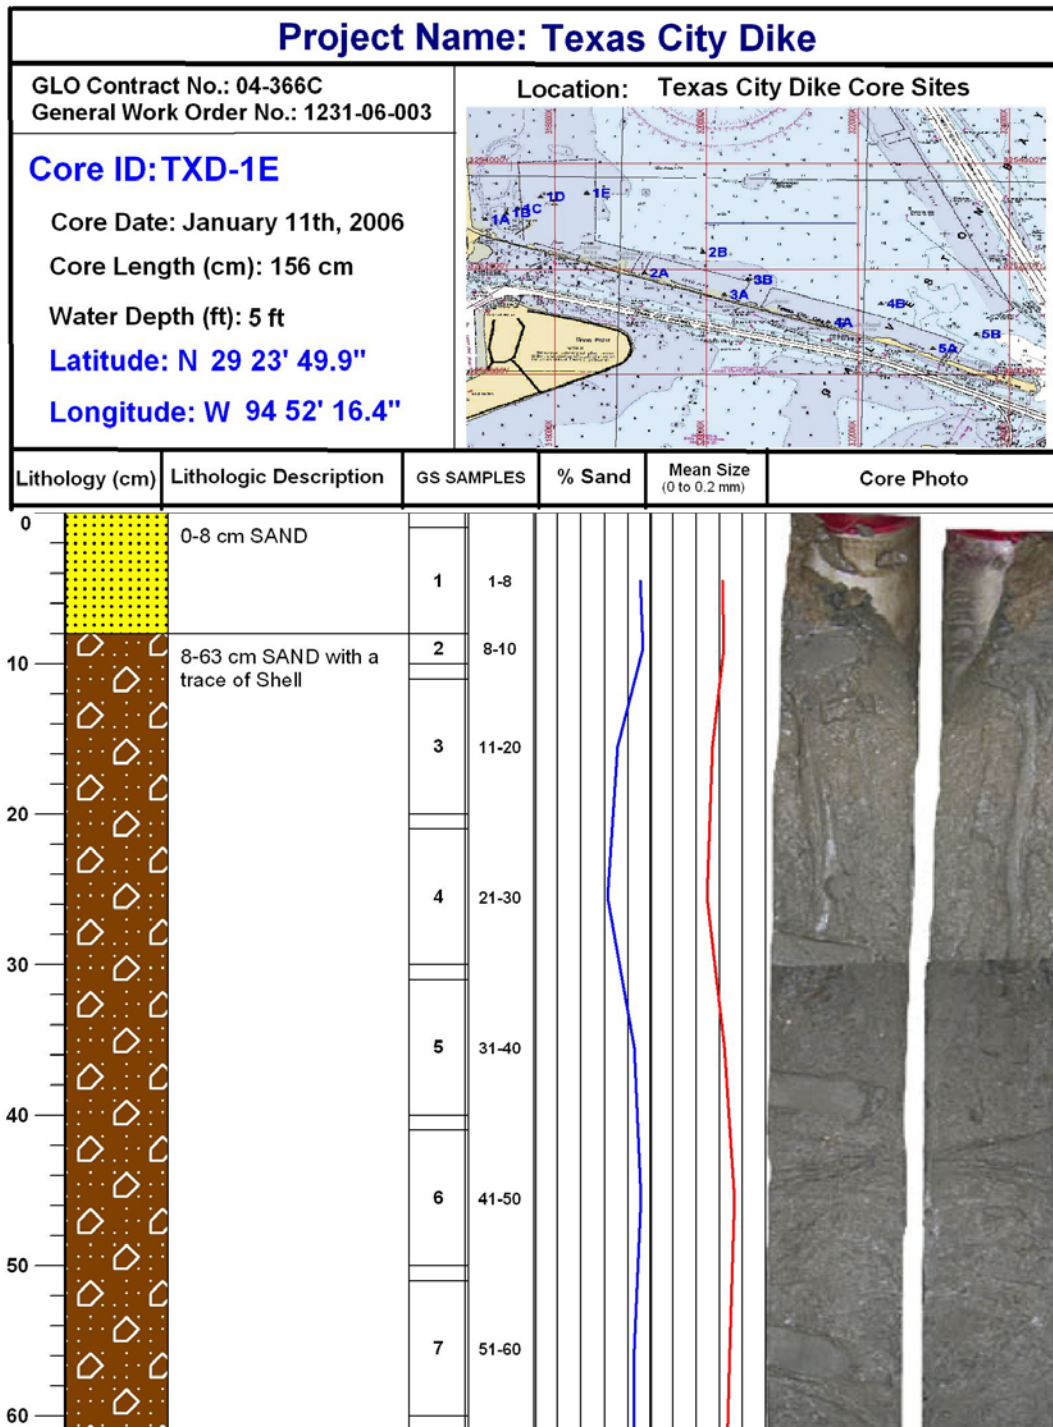 Project Name: Texas City Dike
GLO Contract No.: 04-366C
General Work Order No.: 1231-06-003
Core ID: TXD-1E
Core Date: January 11th, 2006
Core Length (cm): 156 cm
Water Depth (ft): 5 ft
Latitude: N 29 23' 49.9"
Longitude: W 94 52' 16.4"
Location: Texas City Dike Core Sites
1A
1B
1C
1D
1E
2A
2B
3A
3B
4A
4B
5A
5B
Lithology (cm)
Lithologic Description
GS SAMPLES
% Sand
Mean Size
(0 to 0.2 mm)
Core Photo
0
0-8 cm SAND
1 1-8
8-63 cm SAND with a
trace of Shell
2 8-10
10
3 11-20
20
4 21-30
30
5 31-40
40
6 41-50
50
7 51-60
60